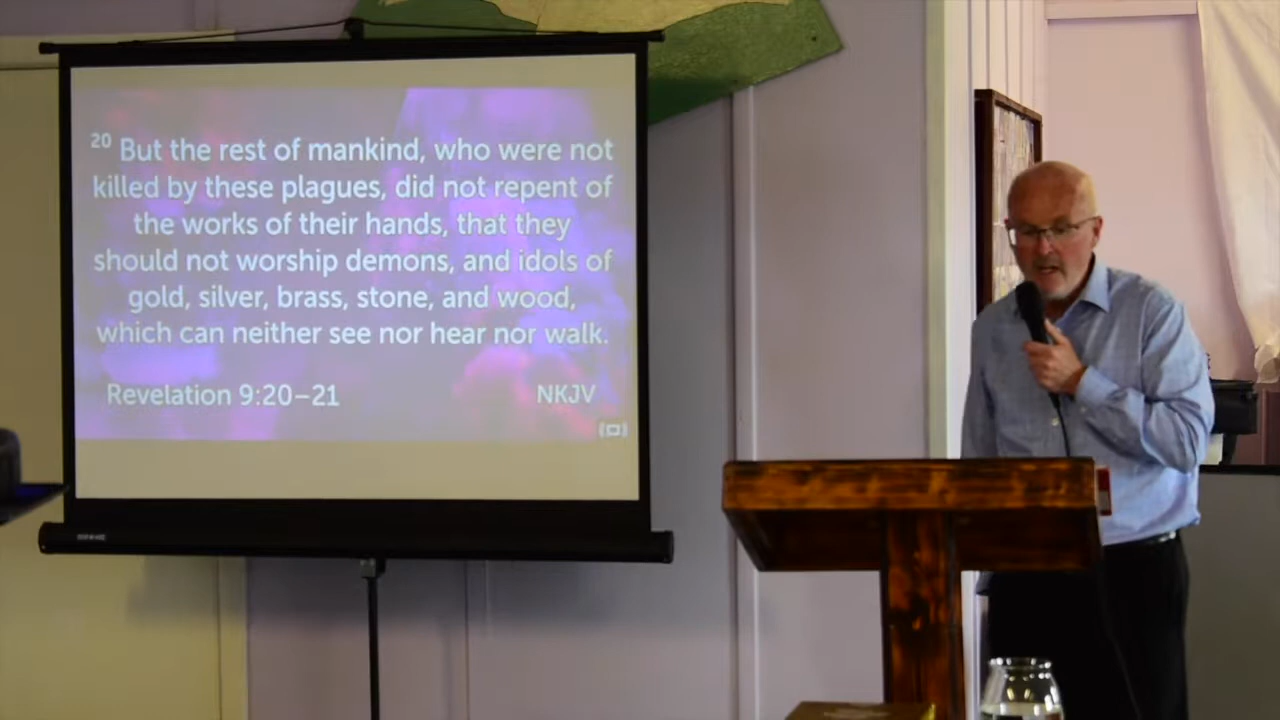 20 But the rest of mankind, who were not
killed by these plagues, did not repent of
the works of their hands, that they
should not worship demons, and idols of
gold, silver, brass, stone, and wood,
which can neither see nor hear nor walk.
Revelation 9:20–21 NKJV